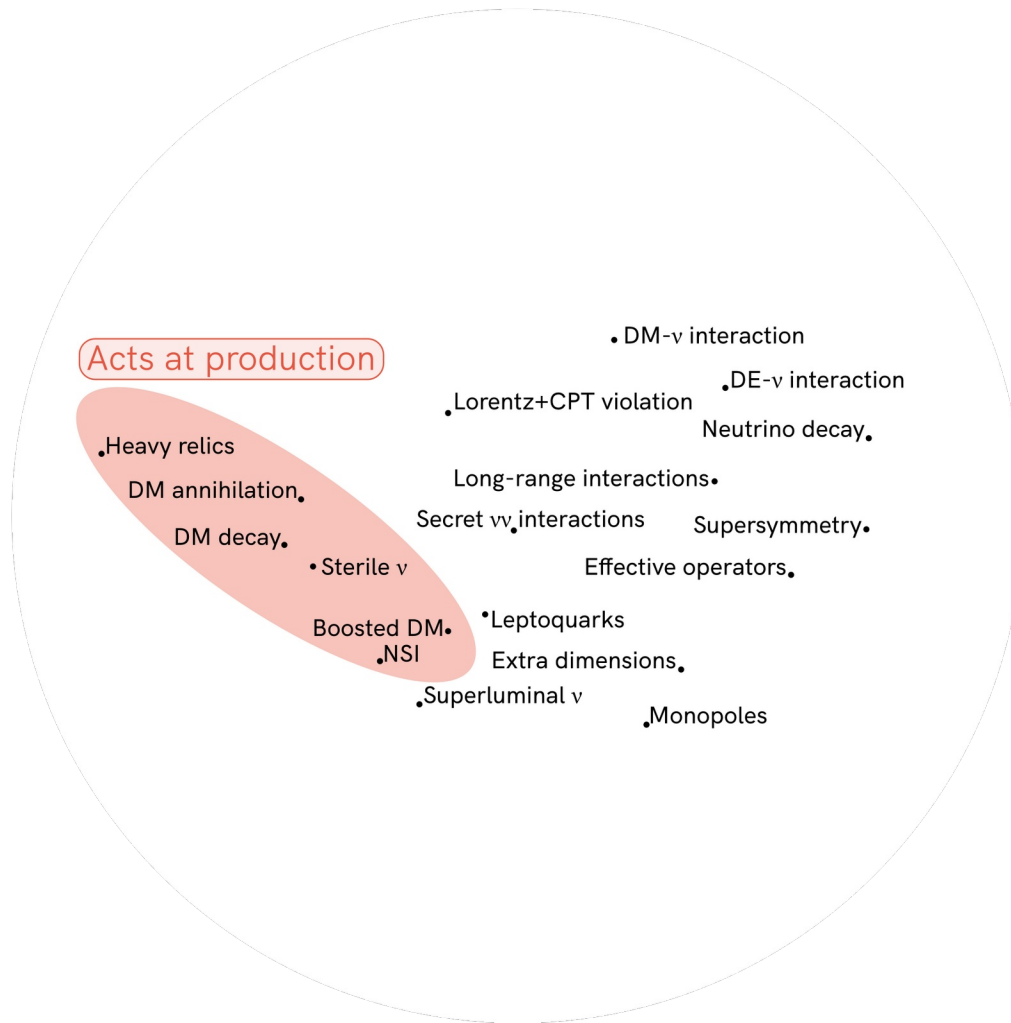 DM-ν interaction
Acts at production
DE-ν interaction
Lorentz+CPT violation
Neutrino decay
Heavy relics
Long-range interactions
DM annihilation
Secret νν interactions
Supersymmetry
DM decay
Sterile ν
Effective operators
Leptoquarks
Boosted DM
NSI
Extra dimensions
Superluminal ν
Monopoles